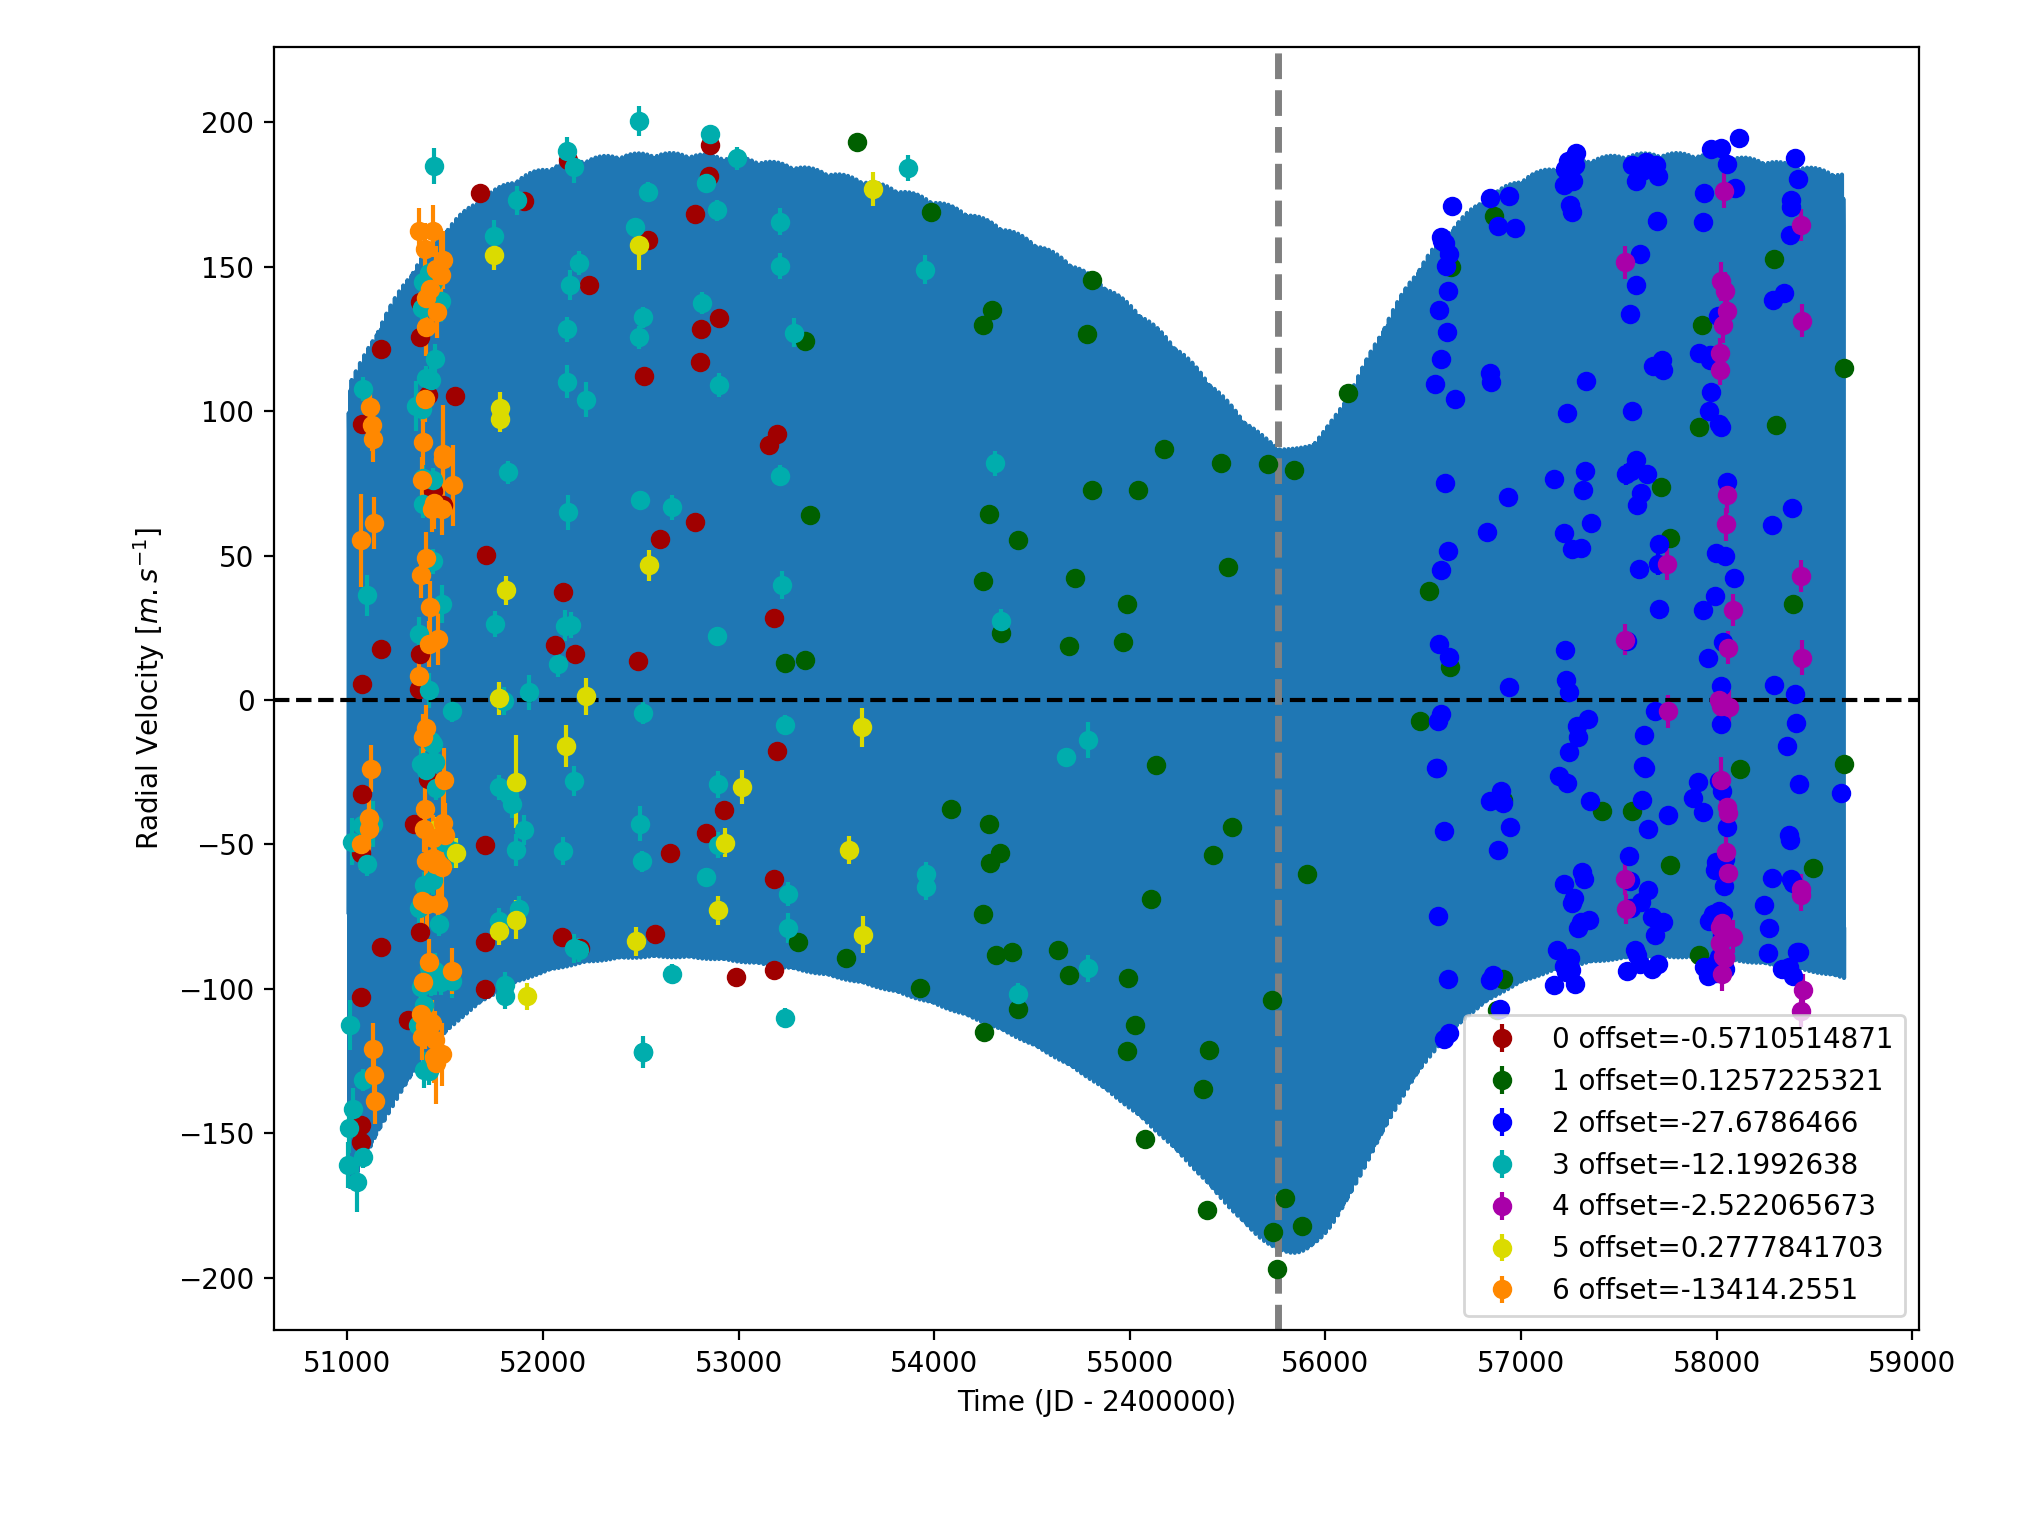 200
150
100
50
0
−50
−100
−150
−200
Radial Velocity [m.s⁻¹]
0 offset=-0.5710514871
1 offset=0.1257225321
2 offset=-27.6786466
3 offset=-12.1992638
4 offset=-2.522065673
5 offset=0.2777841703
6 offset=-13414.2551
51000 52000 53000 54000 55000 56000 57000 58000 59000
Time (JD - 2400000)